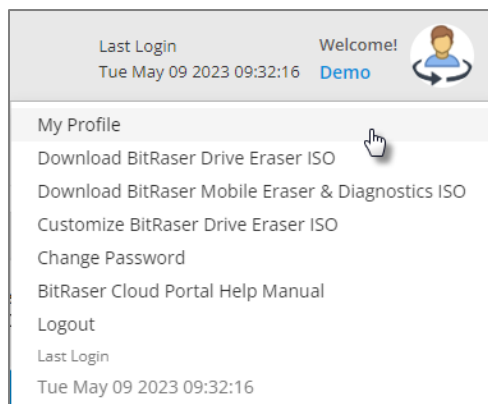 Last Login
Welcome!
Tue May 09 2023 09:32:16
Demo
My Profile
Download BitRaser Drive Eraser ISO
Download BitRaser Mobile Eraser & Diagnostics ISO
Customize BitRaser Drive Eraser ISO
Change Password
BitRaser Cloud Portal Help Manual
Logout
Last Login
Tue May 09 2023 09:32:16